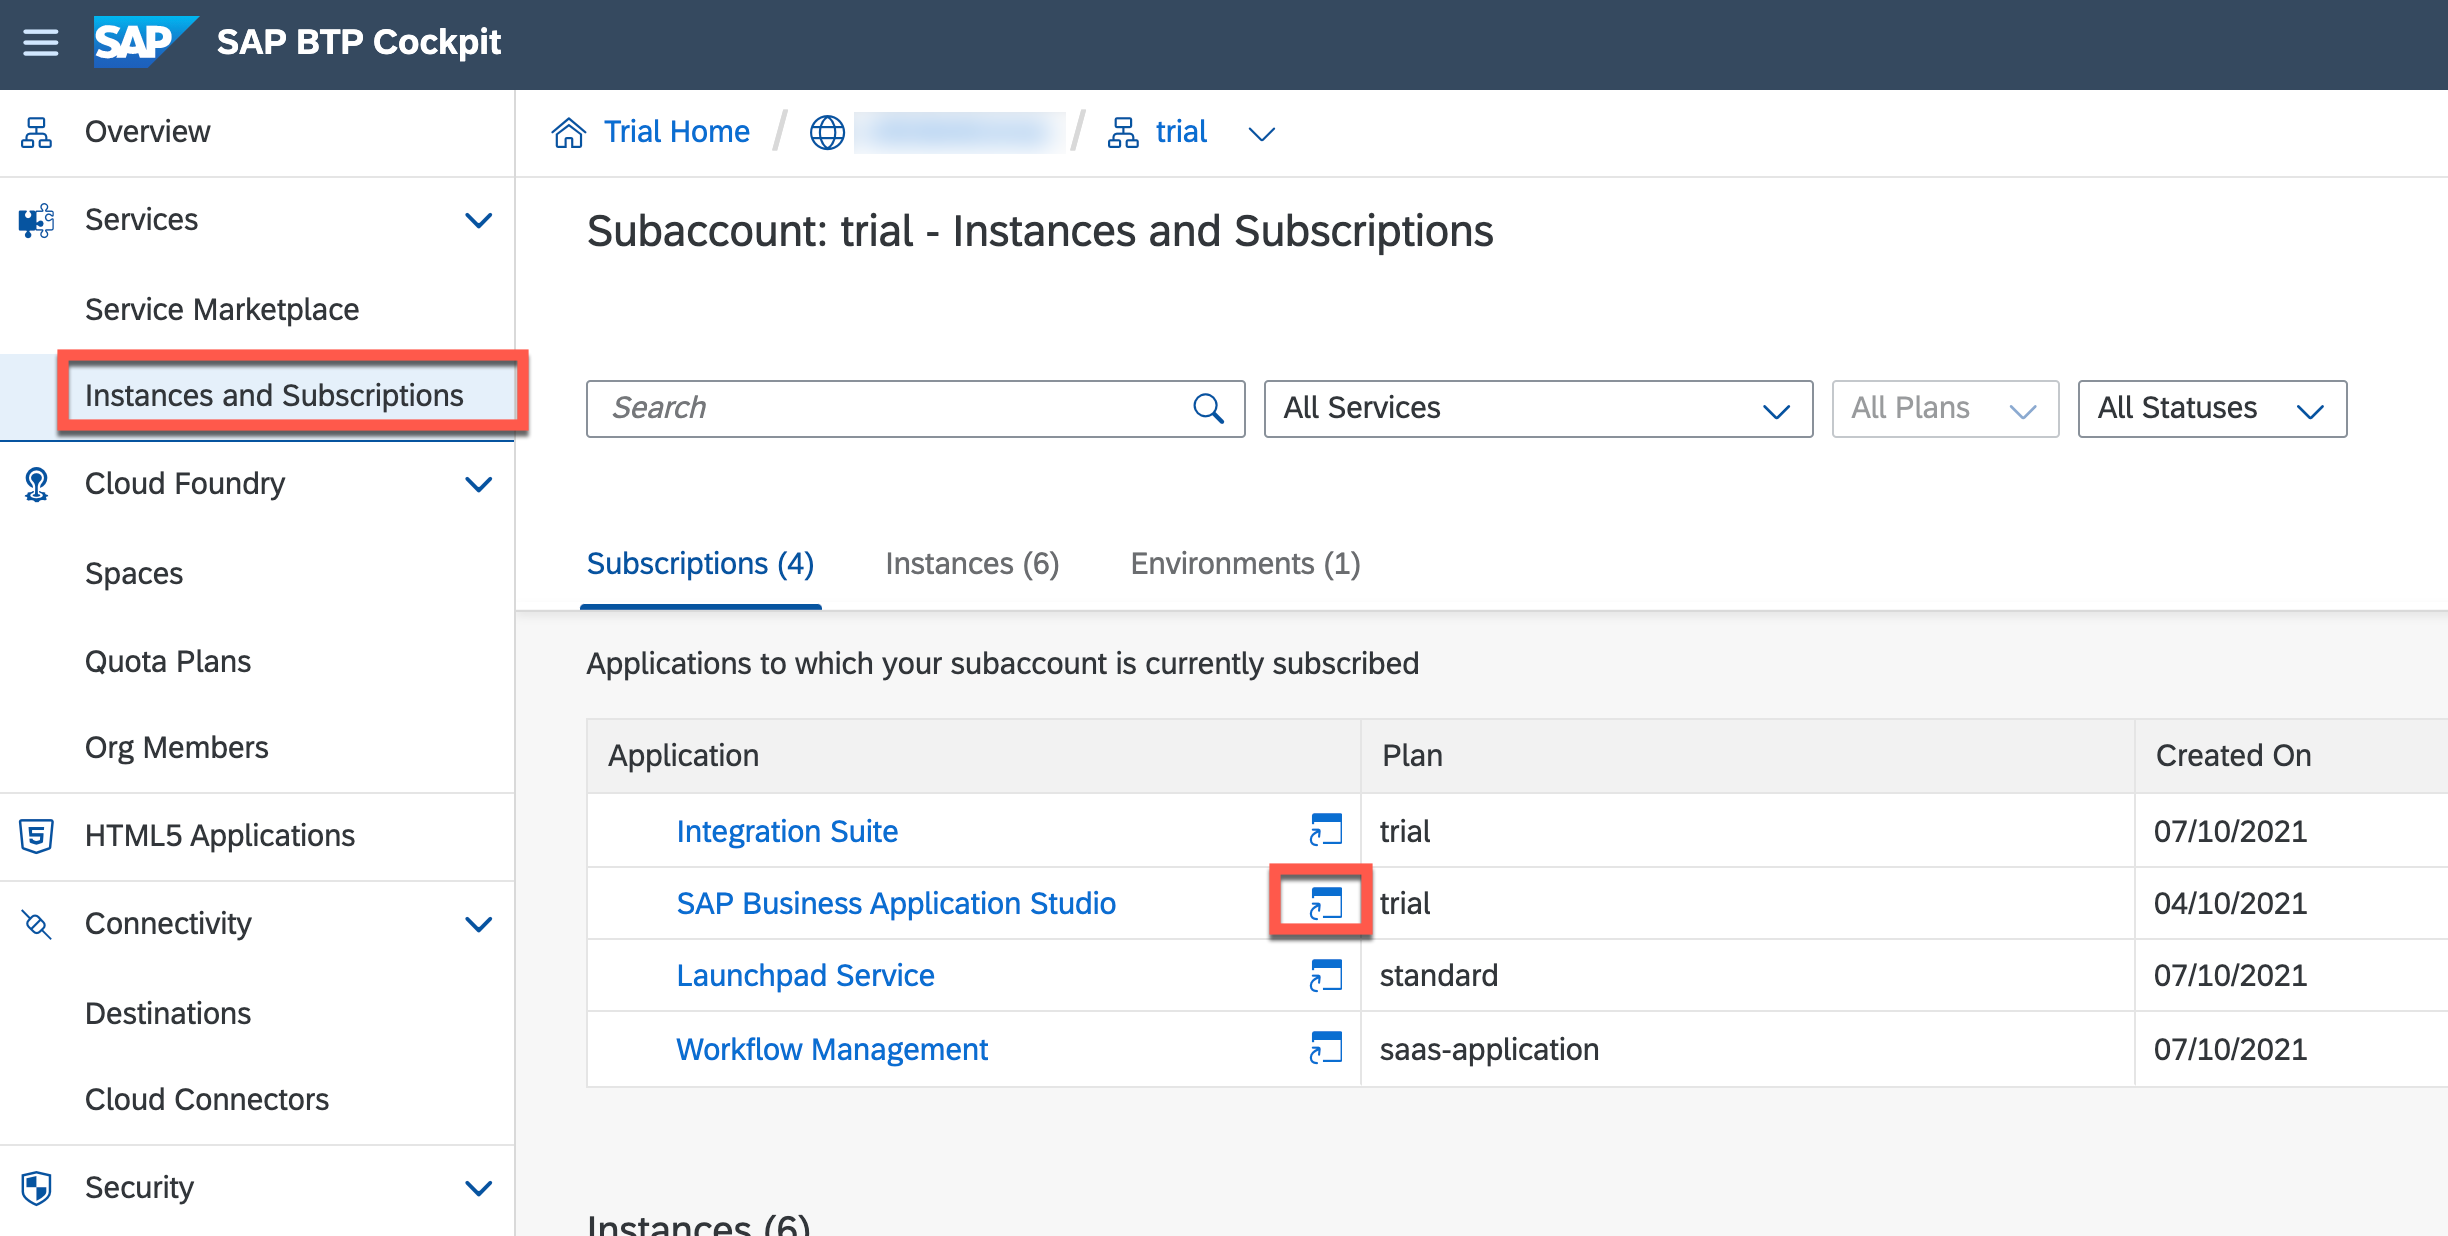 SAP SAP BTP Cockpit
Overview
Services
Service Marketplace
Instances and Subscriptions
Cloud Foundry
Spaces
Quota Plans
Org Members
HTML5 Applications
Connectivity
Destinations
Cloud Connectors
Security
Trial Home / / trial
Subaccount: trial - Instances and Subscriptions
Search All Services All Plans All Statuses
Subscriptions (4) Instances (6) Environments (1)
Applications to which your subaccount is currently subscribed
Application Plan Created On
Integration Suite trial 07/10/2021
SAP Business Application Studio trial 04/10/2021
Launchpad Service standard 07/10/2021
Workflow Management saas-application 07/10/2021
Instances (6)